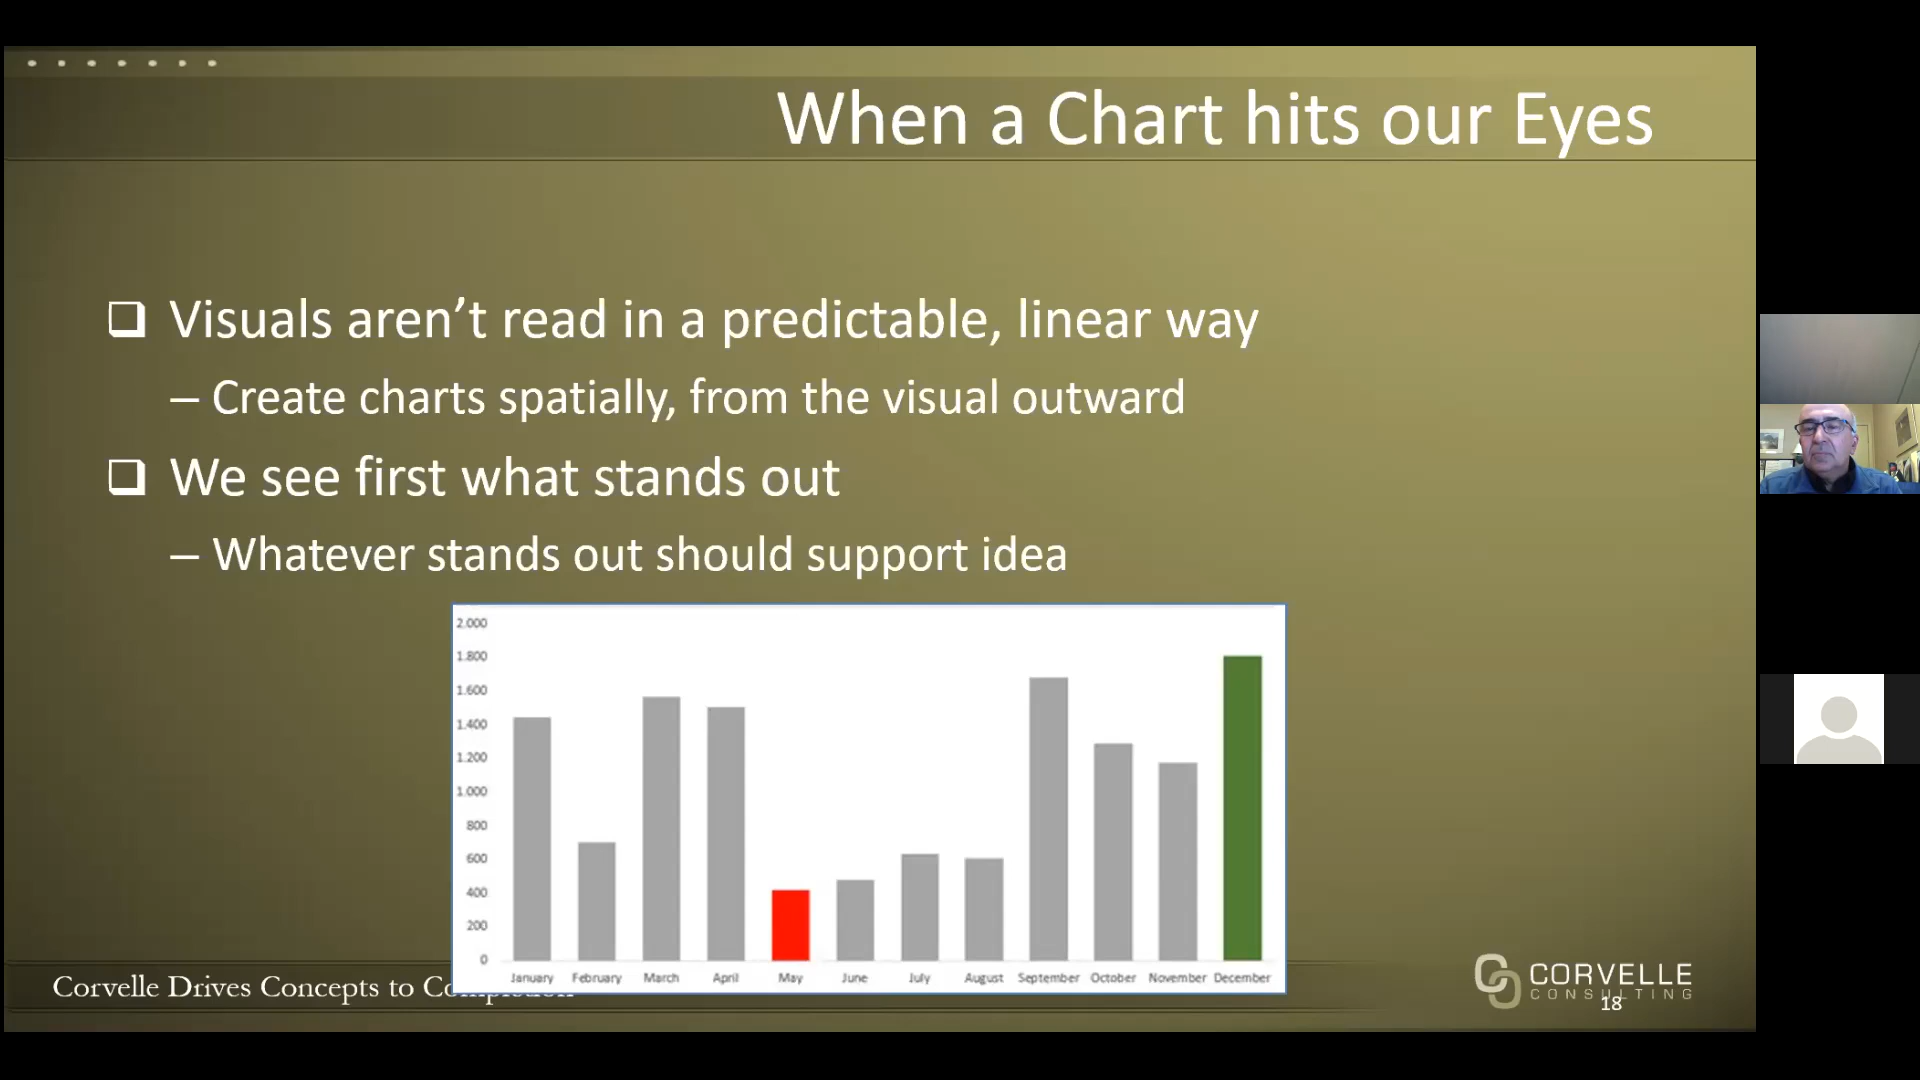 When a Chart hits our Eyes
❑ Visuals aren’t read in a predictable, linear way
– Create charts spatially, from the visual outward
❑ We see first what stands out
– Whatever stands out should support idea
2.000
1.800
1.600
1.400
1.200
1.000
800
600
400
200
0
January February March April May June July August September October November December
Corvelle Drives Concepts to
CORVELLE
CONSULTING
18